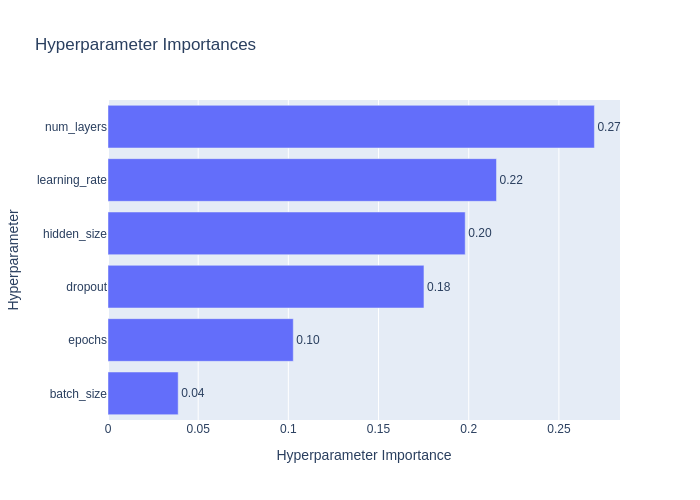 Hyperparameter Importances
Hyperparameter
num_layers 0.27
learning_rate 0.22
hidden_size 0.20
dropout 0.18
epochs 0.10
batch_size 0.04
0 0.05 0.1 0.15 0.2 0.25
Hyperparameter Importance